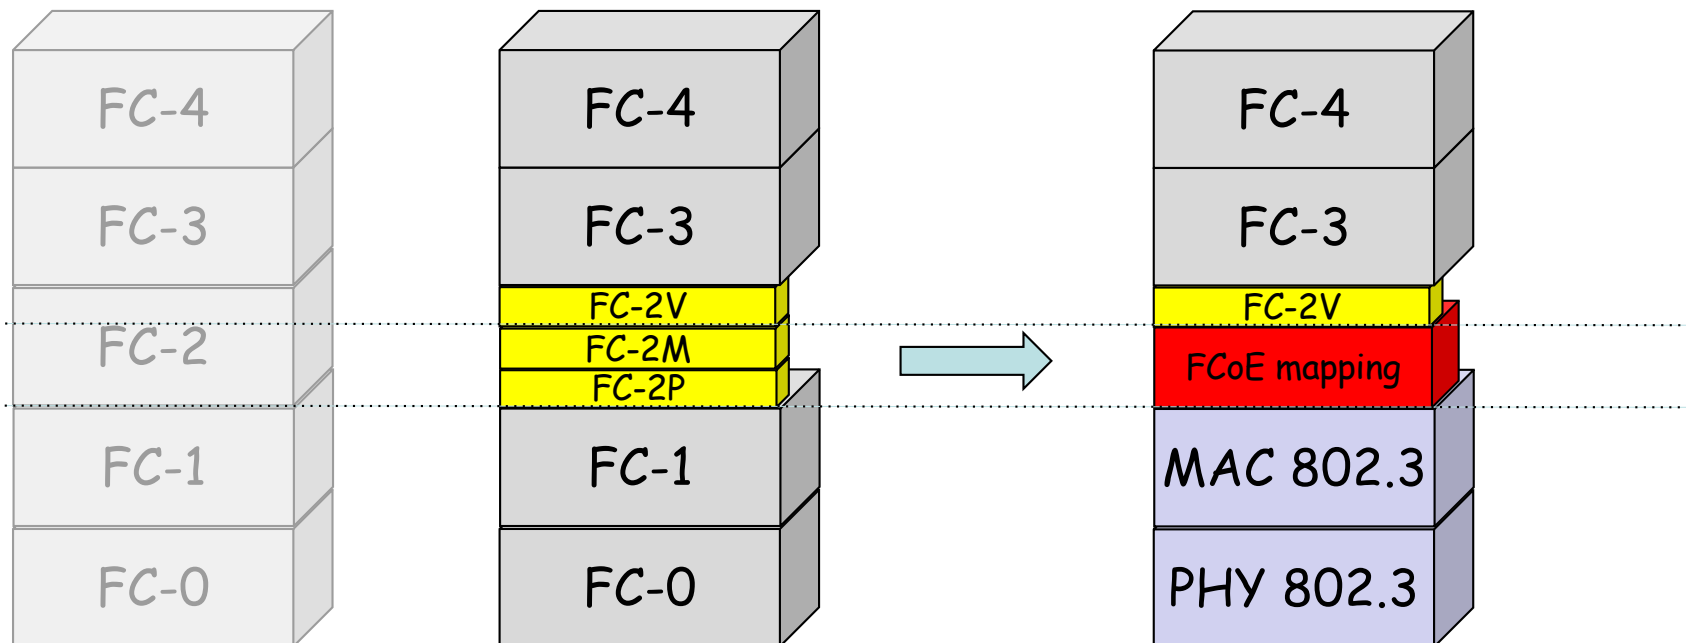 FC-4
FC-3
FC-2
FC-1
FC-0
FC-4
FC-3
FC-2V
FC-2M
FC-2P
FC-1
FC-0
FC-4
FC-3
FC-2V
FCoE mapping
MAC 802.3
PHY 802.3